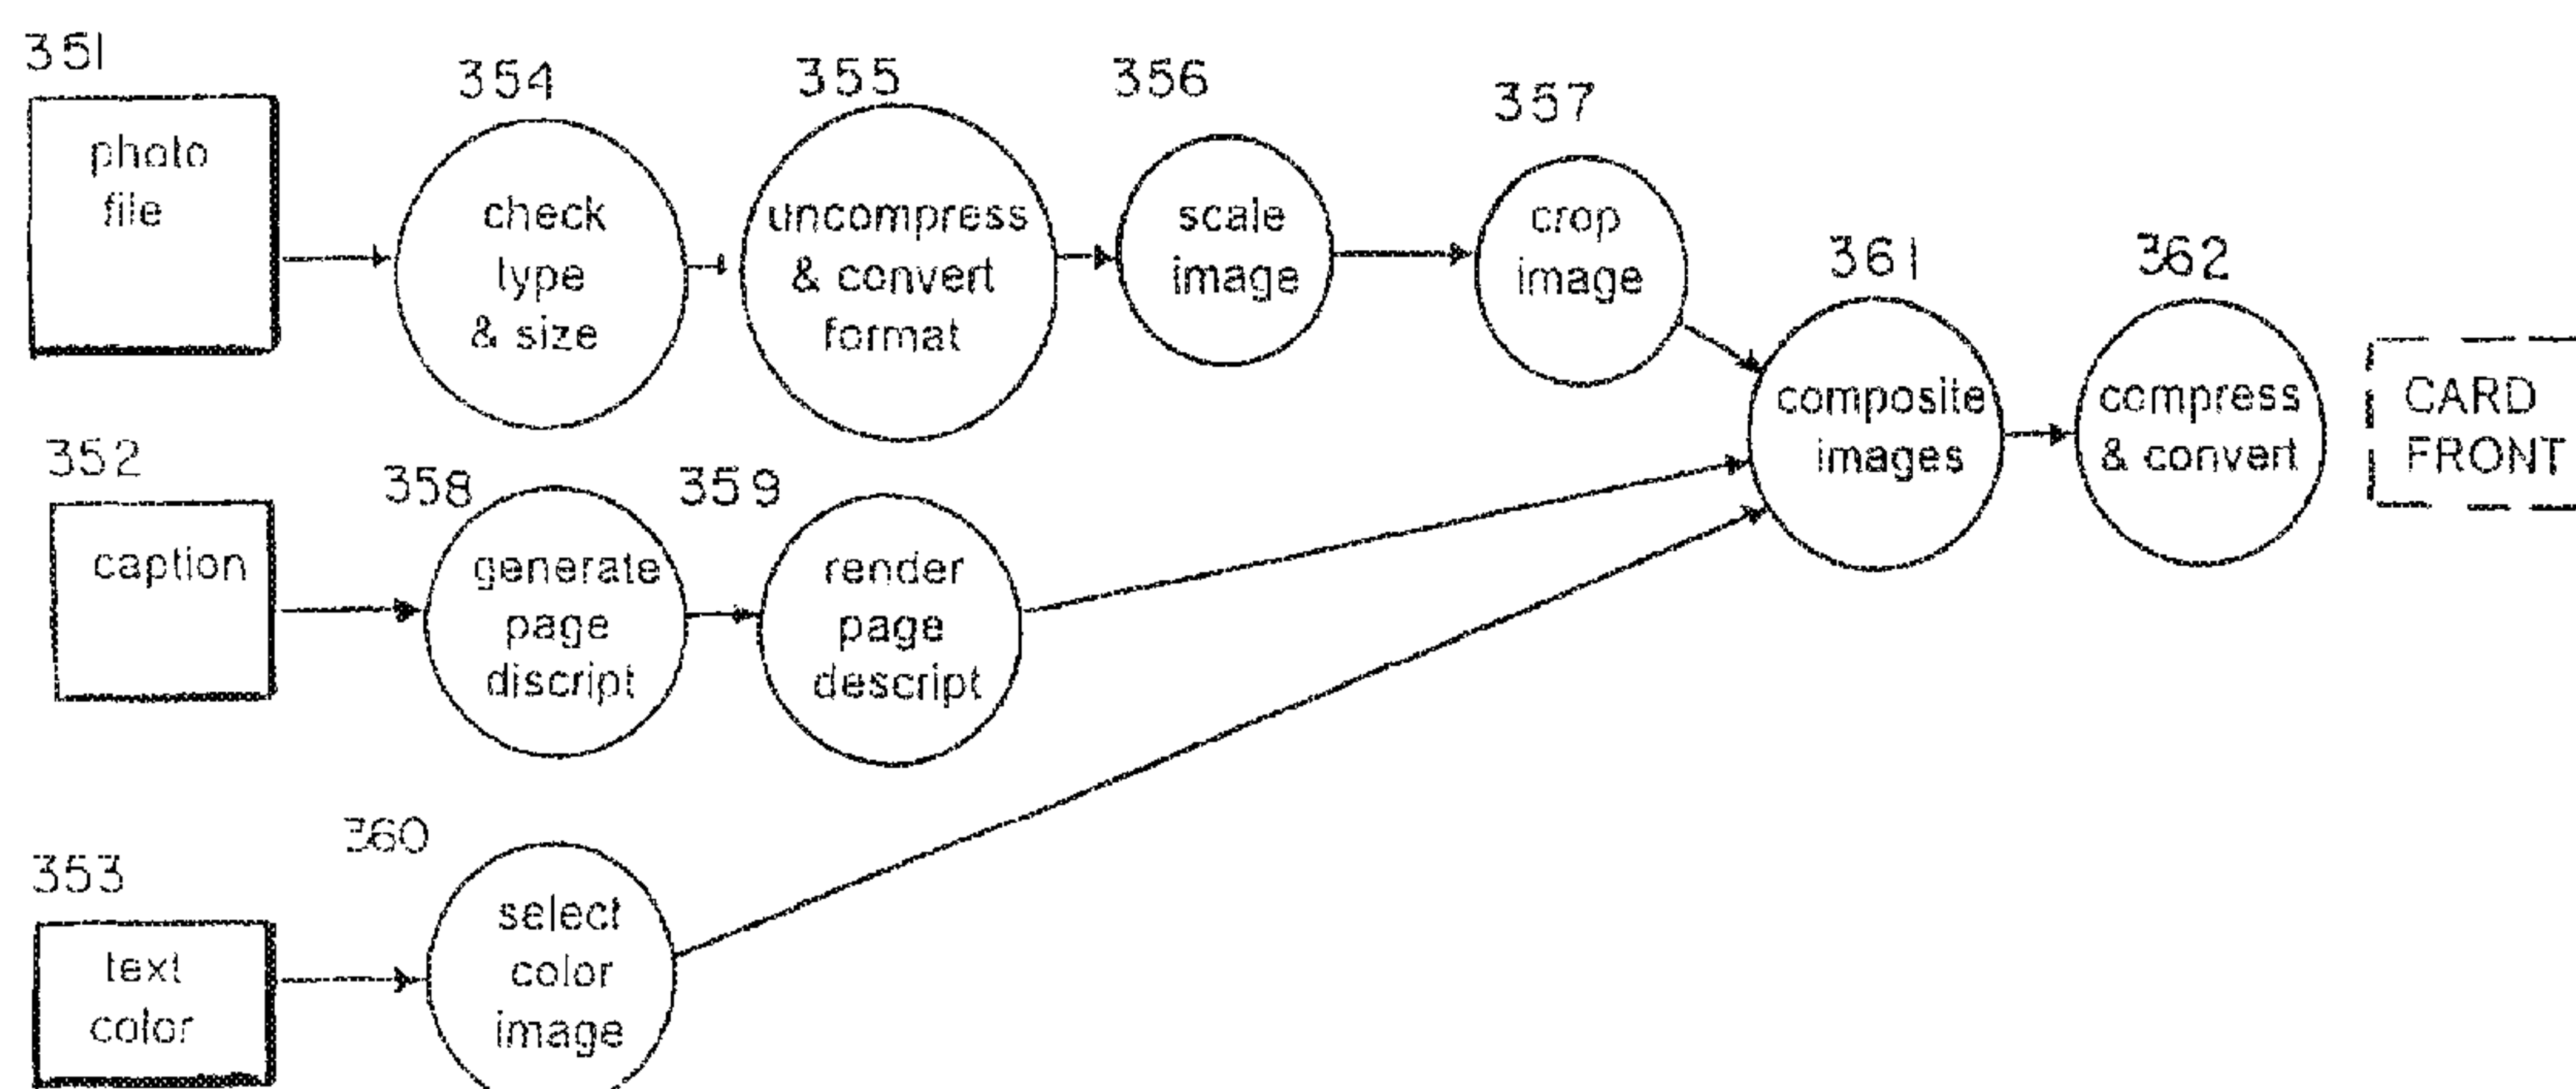 351
photo
file
354
check
type
& size
355
uncompress
& convert
format
356
scale
image
357
crop
image
361
composite
images
362
compress
& convert
CARD
FRONT
352
caption
358
generate
page
discript
359
render
page
descript
353
text
color
360
select
color
image